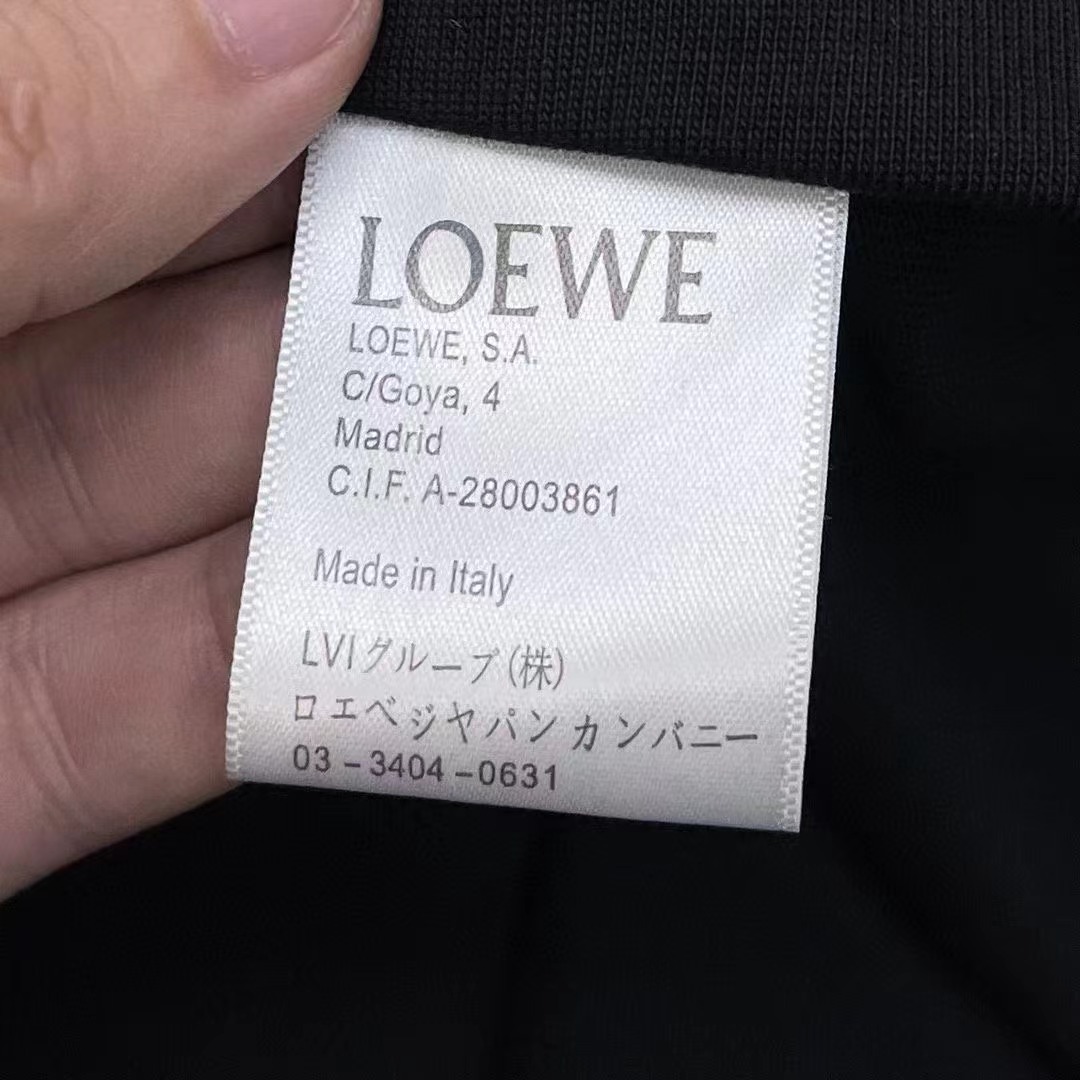 LOEWE
LOEWE, S.A.
C/Goya, 4
Madrid
C.I.F. A-28003861
Made in Italy
LVIグループ(株)
ロエベジャパン カンバニー
03-3404-0631